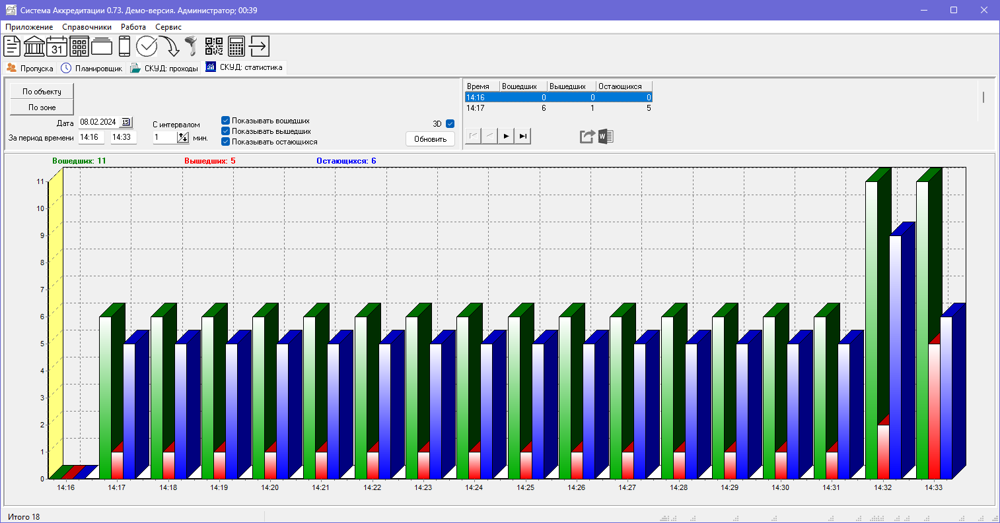 Система Аккредитации 0.73. Демо-версия. Администратор; 00:39
Приложение Справочники Работа Сервис
31
Пропуска Планировщик СКУД: проходы СКУД: статистика
По объекту
По зоне
Дата 08.02.2024 15
За период времени 14:16 14:33
С интервалом
1 мин.
Показывать вошедших
Показывать вышедших
Показывать остающихся
3D
Обновить
Время Вошедших Вышедших Остающихся
14:16 0 0 0
14:17 6 1 5
W
Вошедших: 11 Вышедших: 5 Остающихся: 6
11
10
9
8
7
6
5
4
3
2
1
0
14:16 14:17 14:18 14:19 14:20 14:21 14:22 14:23 14:24 14:25 14:26 14:27 14:28 14:29 14:30 14:31 14:32 14:33
Итого 18